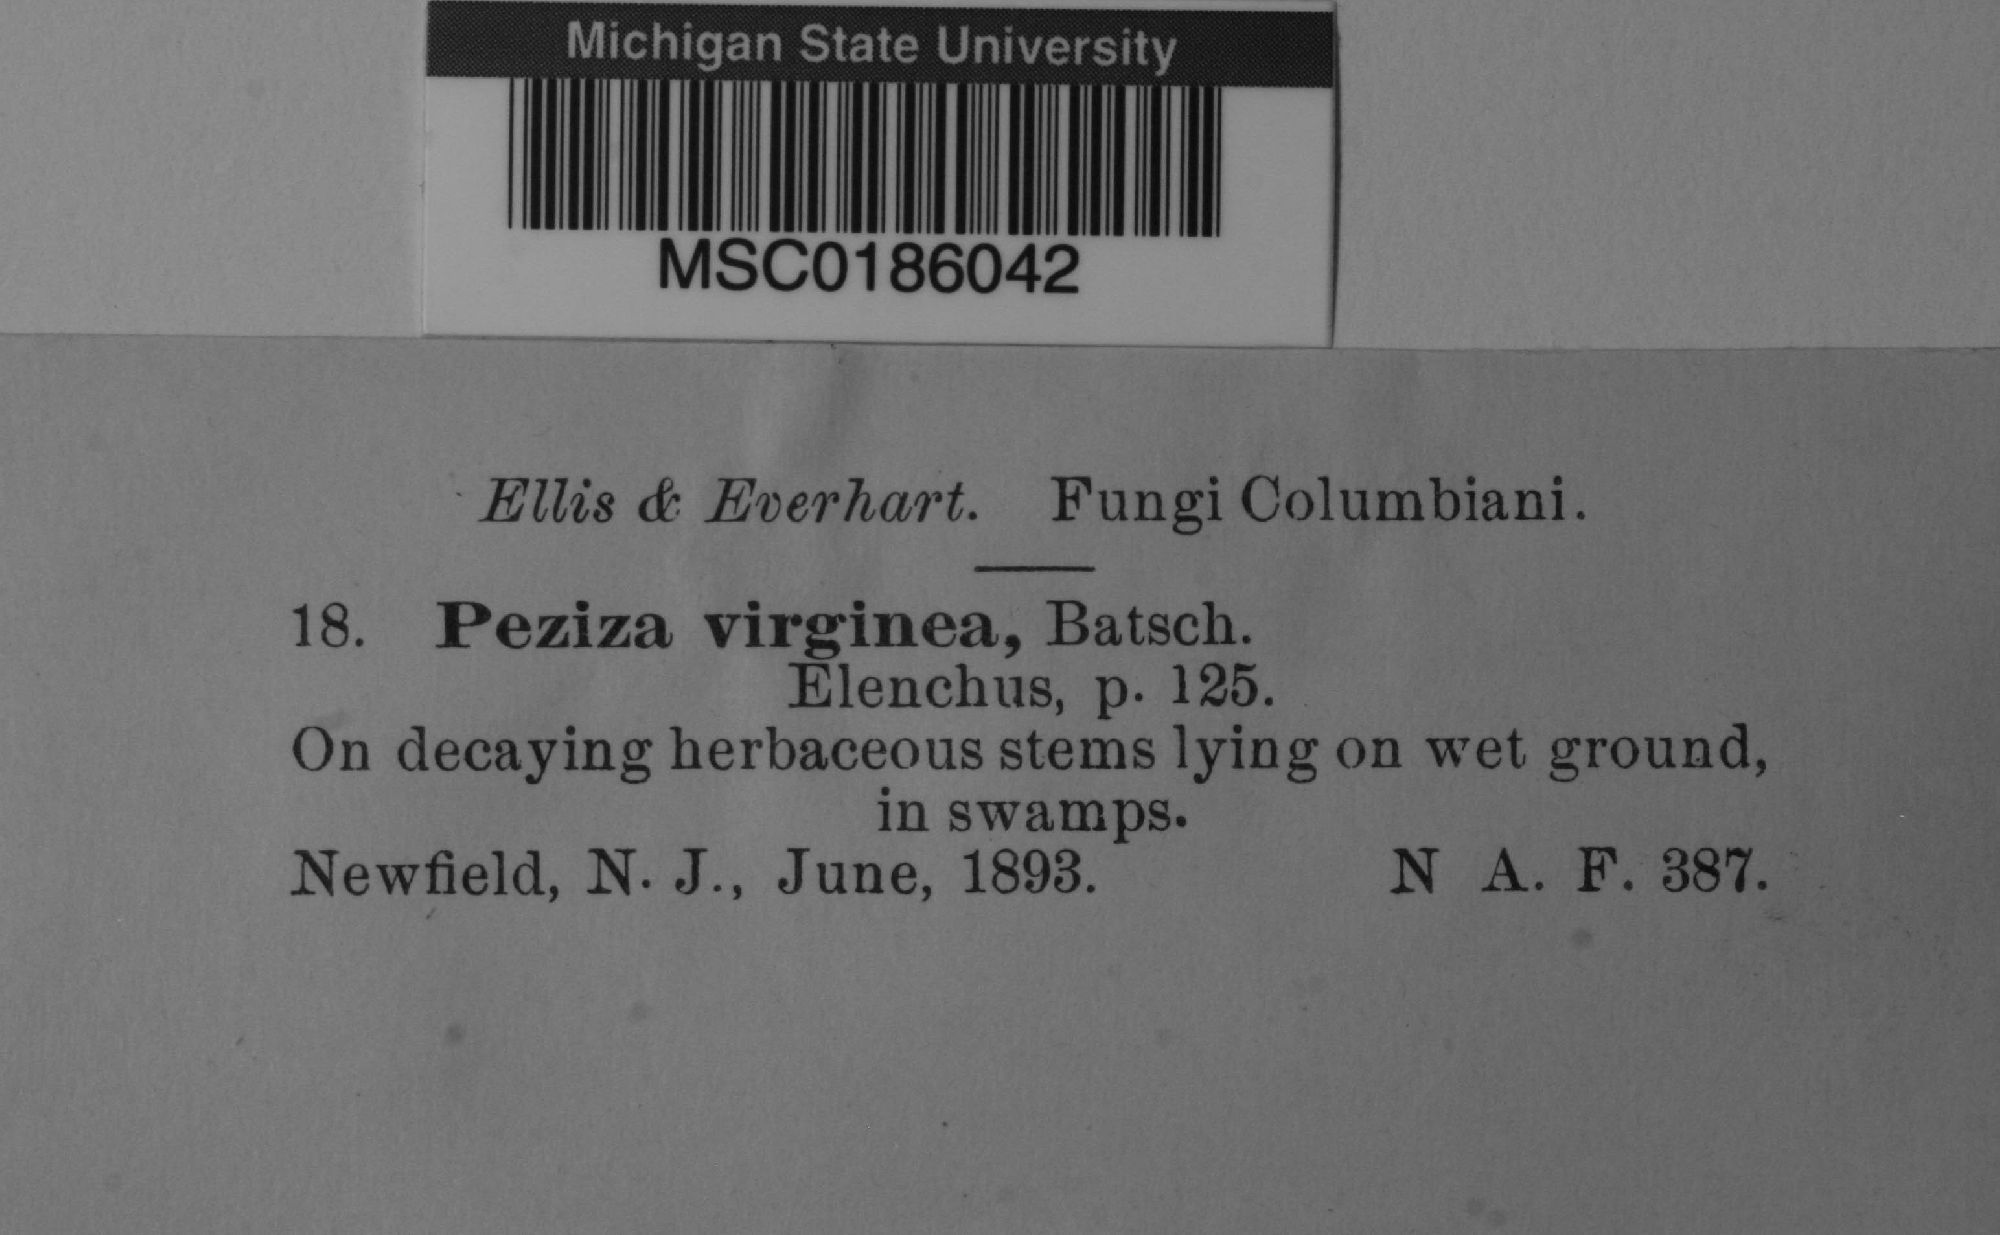 Michigan State University
MSC0186042
Ellis & Everhart. Fungi Columbiani.
18. Peziza virginea, Batsch.
Elenchus, p. 125.
On decaying herbaceous stems lying on wet ground,
in swamps.
Newfield, N. J., June, 1893. N A. F. 387.